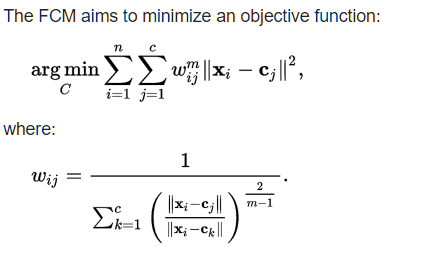 The FCM aims to minimize an objective function:
arg min_C ∑_{i=1}^{n} ∑_{j=1}^{c} w_{ij}^{m} ‖x_i − c_j‖²,
where:
w_{ij} = 1 / ∑_{k=1}^{c} (‖x_i−c_j‖ / ‖x_i−c_k‖)^{2/(m−1)}.